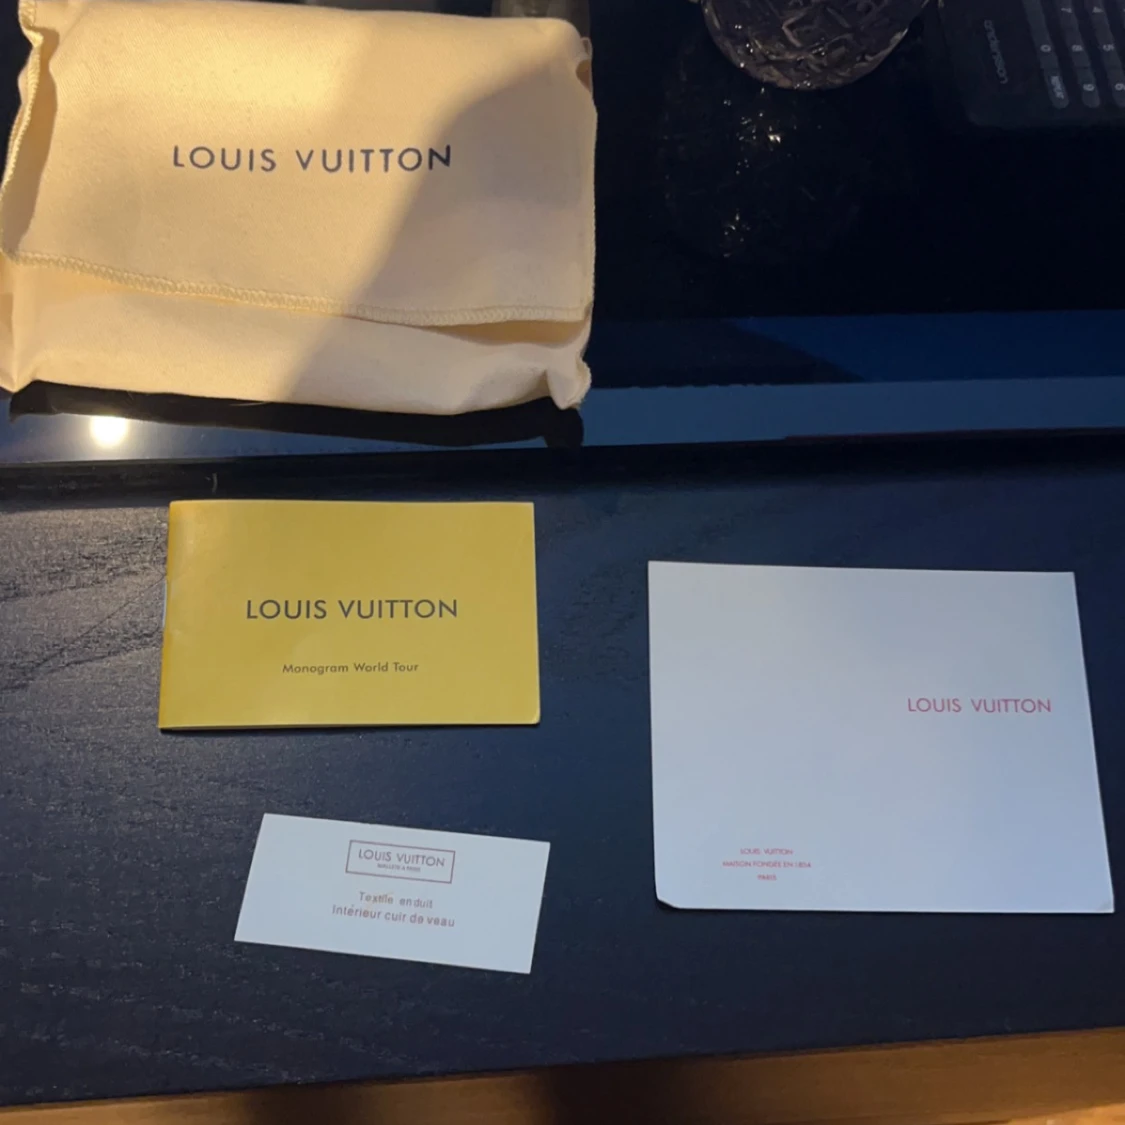 LOUIS VUITTON
LOUIS VUITTON
Monogram World Tour
LOUIS VUITTON
Textile enduit
Intérieur cuir de veau
LOUIS VUITTON
LOUIS VUITTON
MAISON FONDÉE EN 1854
PARIS